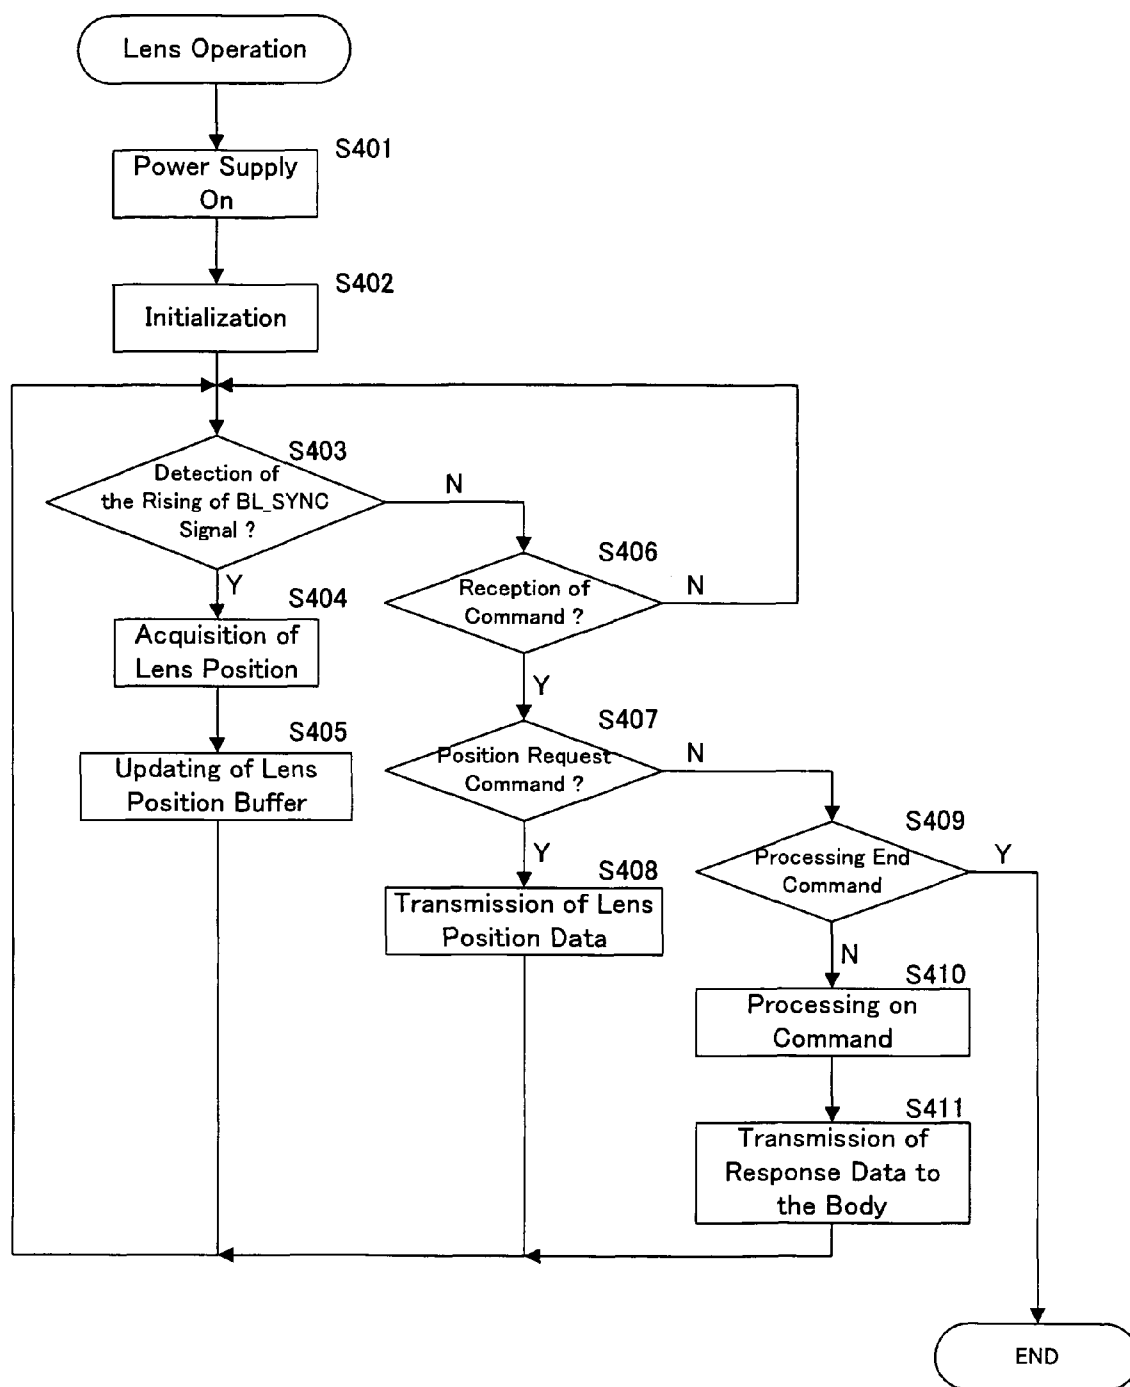 Lens Operation
S401
Power Supply
On
S402
Initialization
S403
Detection of
the Rising of BL_SYNC
Signal ?
N
Y
S404
Acquisition of
Lens Position
S405
Updating of Lens
Position Buffer
S406
Reception of
Command ?
N
Y
S407
Position Request
Command ?
N
Y
S408
Transmission of Lens
Position Data
S409
Processing End
Command
Y
N
S410
Processing on
Command
S411
Transmission of
Response Data to
the Body
END